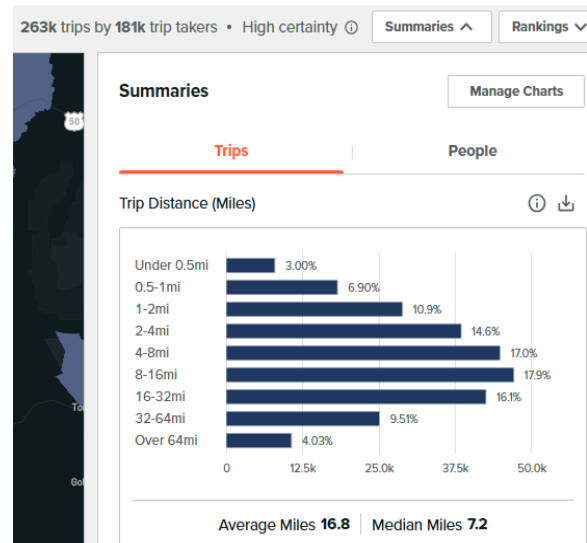 263k trips by 181k trip takers • High certainty
Summaries
Rankings
50
Summaries
Manage Charts
Trips
People
Trip Distance (Miles)
Under 0.5mi 3.00%
0.5-1mi 6.90%
1-2mi 10.9%
2-4mi 14.6%
4-8mi 17.0%
8-16mi 17.9%
16-32mi 16.1%
32-64mi 9.51%
Over 64mi 4.03%
0 12.5k 25.0k 37.5k 50.0k
Average Miles 16.8 Median Miles 7.2